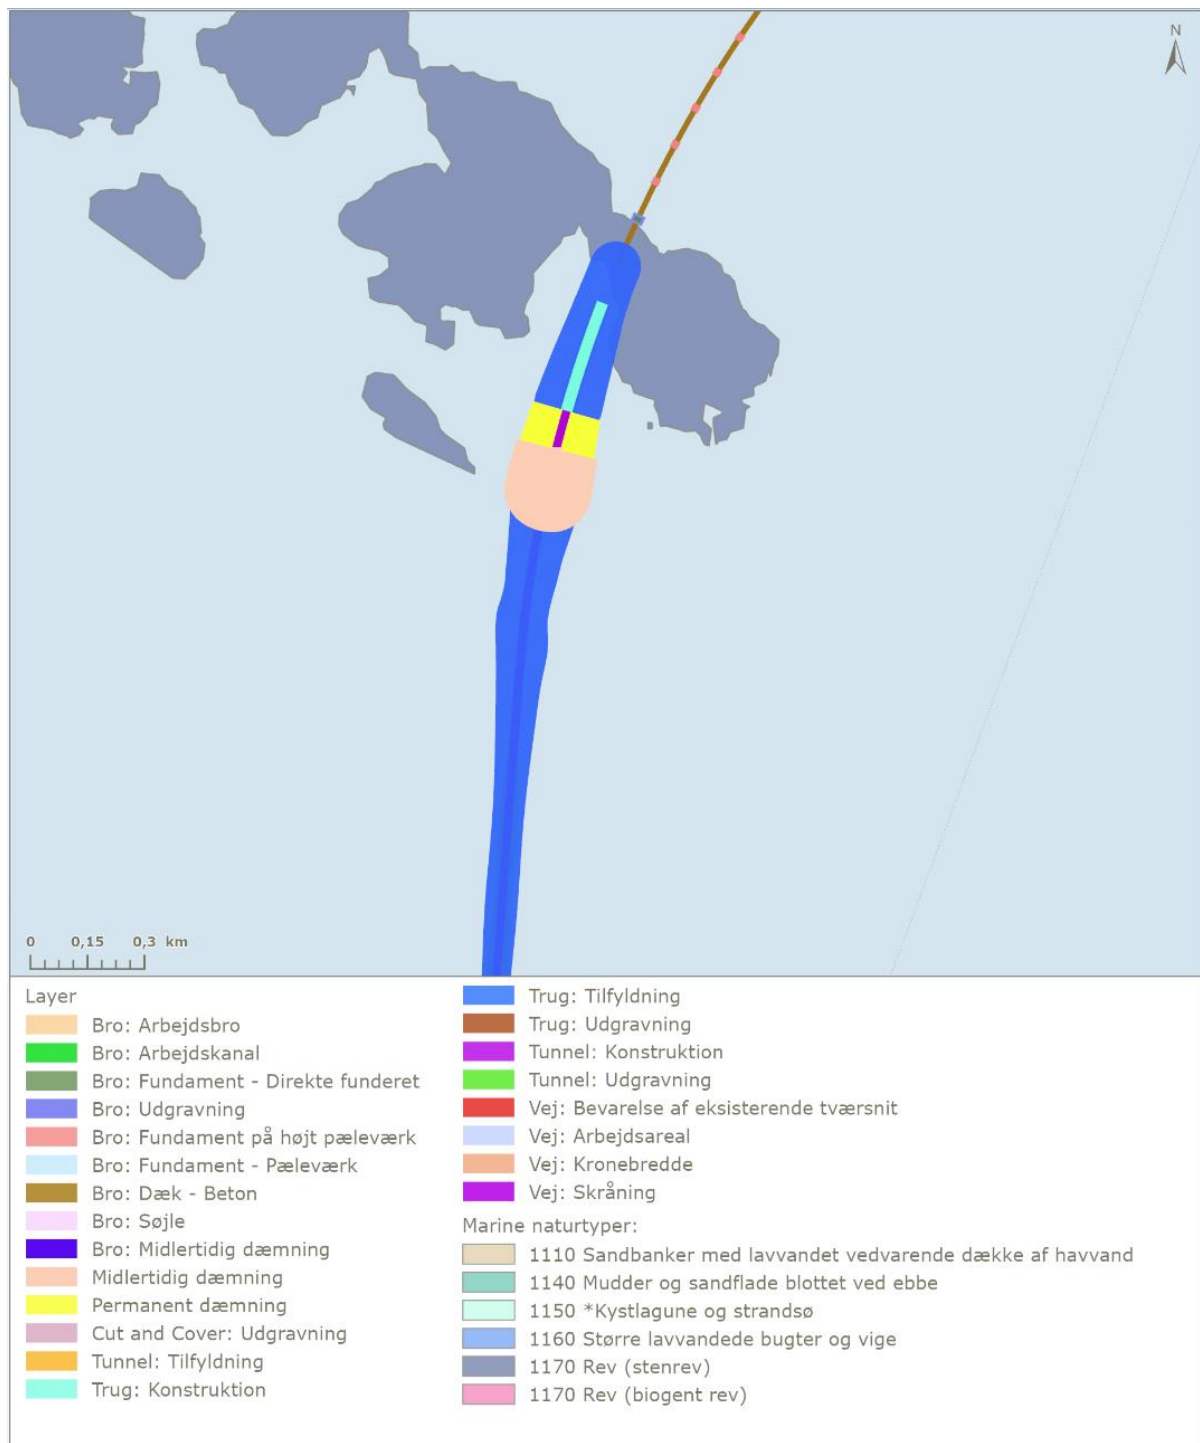 N
0 0,15 0,3 km
Layer
Bro: Arbejdsbro
Bro: Arbejdskanal
Bro: Fundament - Direkte funderet
Bro: Udgravning
Bro: Fundament på højt pæleværk
Bro: Fundament - Pæleværk
Bro: Dæk - Beton
Bro: Søjle
Bro: Midlertidig dæmning
Midlertidig dæmning
Permanent dæmning
Cut and Cover: Udgravning
Tunnel: Tilfyldning
Trug: Konstruktion
Trug: Tilfyldning
Trug: Udgravning
Tunnel: Konstruktion
Tunnel: Udgravning
Vej: Bevarelse af eksisterende tværsnit
Vej: Arbejdsareal
Vej: Kronebredde
Vej: Skråning
Marine naturtyper:
1110 Sandbanker med lavvandet vedvarende dække af havvand
1140 Mudder og sandflade blottet ved ebbe
1150 *Kystlagune og strandsø
1160 Større lavvandede bugter og vige
1170 Rev (stenrev)
1170 Rev (biogent rev)